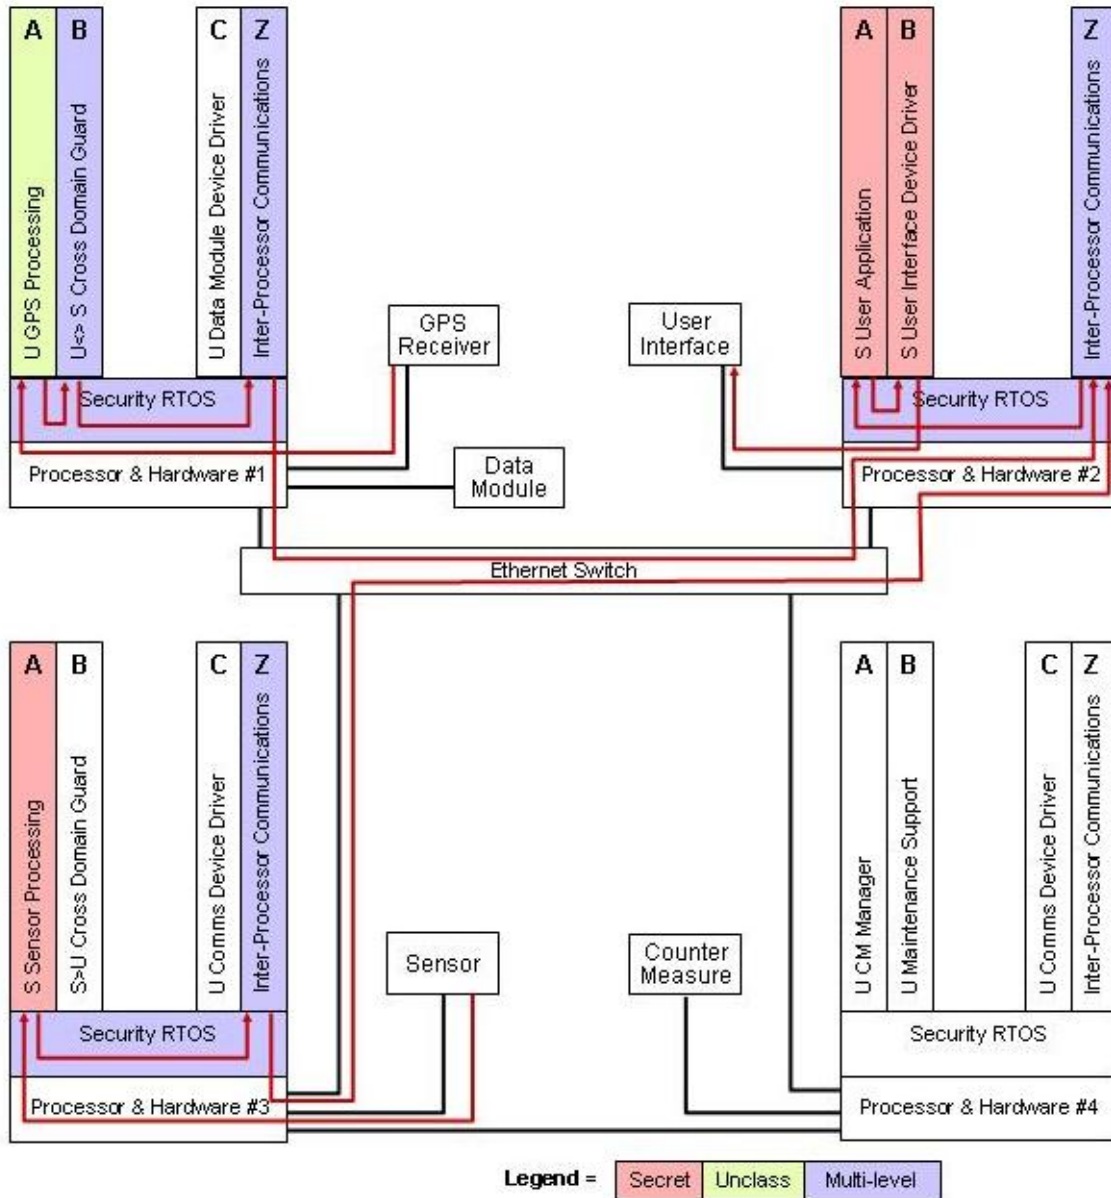 A
B
C
Z
U GPS Processing
U<> S Cross Domain Guard
U Data Module Device Driver
Inter-Processor Communications
Security RTOS
Processor & Hardware #1
GPS
Receiver
Data
Module
User
Interface
A
B
Z
S User Application
S User Interface Device Driver
Inter-Processor Communications
Security RTOS
Processor & Hardware #2
Ethernet Switch
A
B
C
Z
S Sensor Processing
S>U Cross Domain Guard
U Comms Device Driver
Inter-Processor Communications
Security RTOS
Processor & Hardware #3
Sensor
Counter
Measure
A
B
C
Z
U CM Manager
U Maintenance Support
U Comms Device Driver
Inter-Processor Communications
Security RTOS
Processor & Hardware #4
Legend = Secret Unclass Multi-level